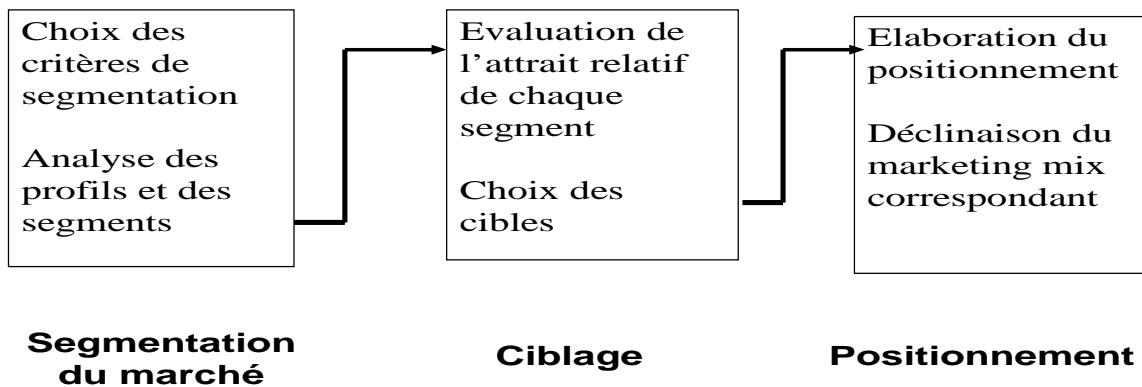 Choix des
critères de
segmentation
Analyse des
profils et des
segments
Evaluation de
l'attrait relatif
de chaque
segment
Choix des
cibles
Elaboration du
positionnement
Déclinaison du
marketing mix
correspondant
Segmentation
du marché
Ciblage
Positionnement